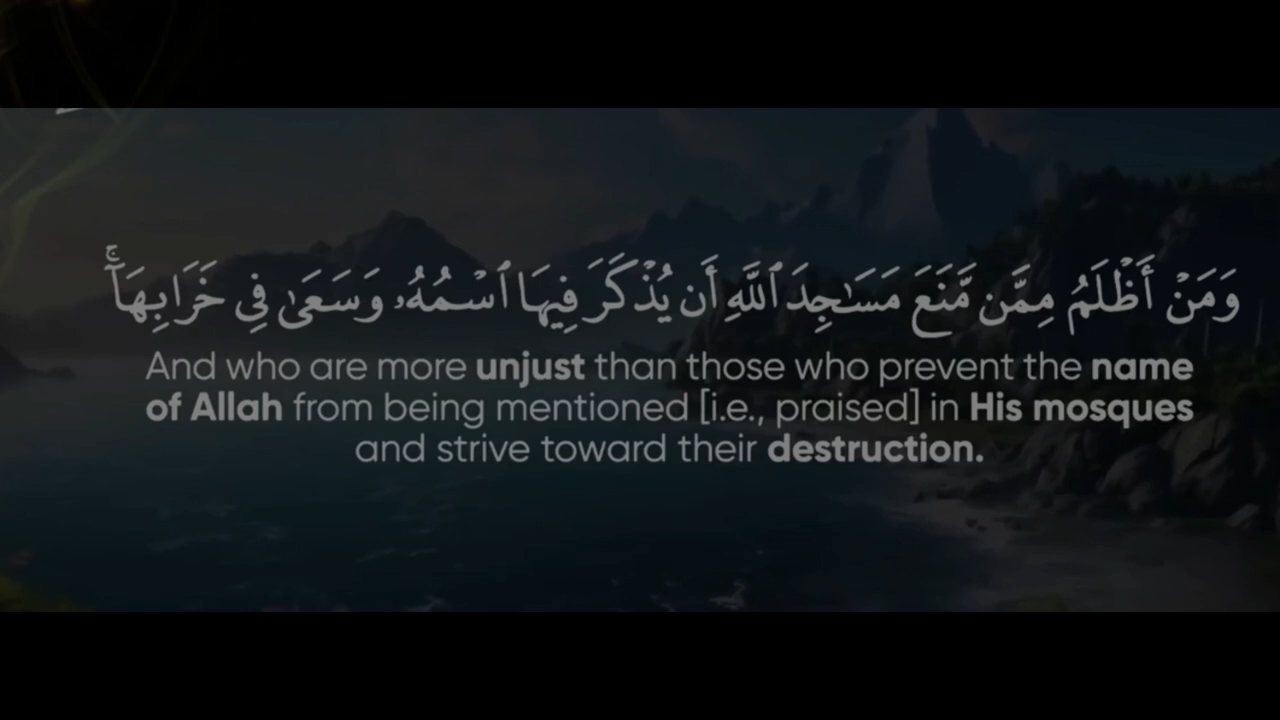 وَمَنْ أَظْلَمُ مِمَّن مَّنَعَ مَسَـٰجِدَ ٱللَّهِ أَن يُذْكَرَ فِيهَا ٱسْمُهُۥ وَسَعَىٰ فِى خَرَابِهَآ ۚ
And who are more unjust than those who prevent the name
of Allah from being mentioned [i.e., praised] in His mosques
and strive toward their destruction.